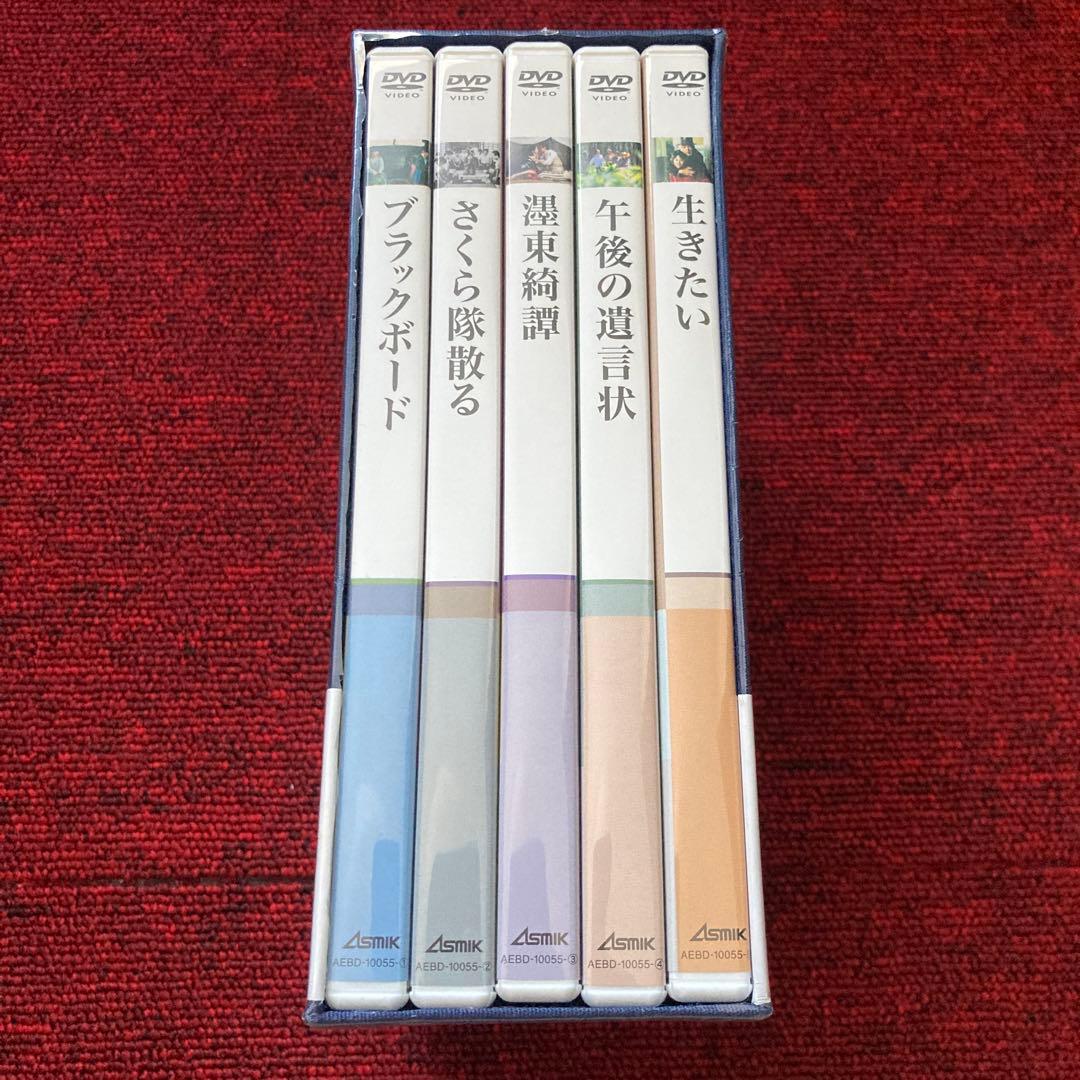 DVD
VIDEO
ブラックボード
ASMIK
AEBD-10055-①
DVD
VIDEO
さくら隊散る
ASMIK
AEBD-10055-②
DVD
VIDEO
濹東綺譚
ASMIK
AEBD-10055-③
DVD
VIDEO
午後の遺言状
ASMIK
AEBD-10055-④
DVD
VIDEO
生きたい
ASMIK
AEBD-10055-